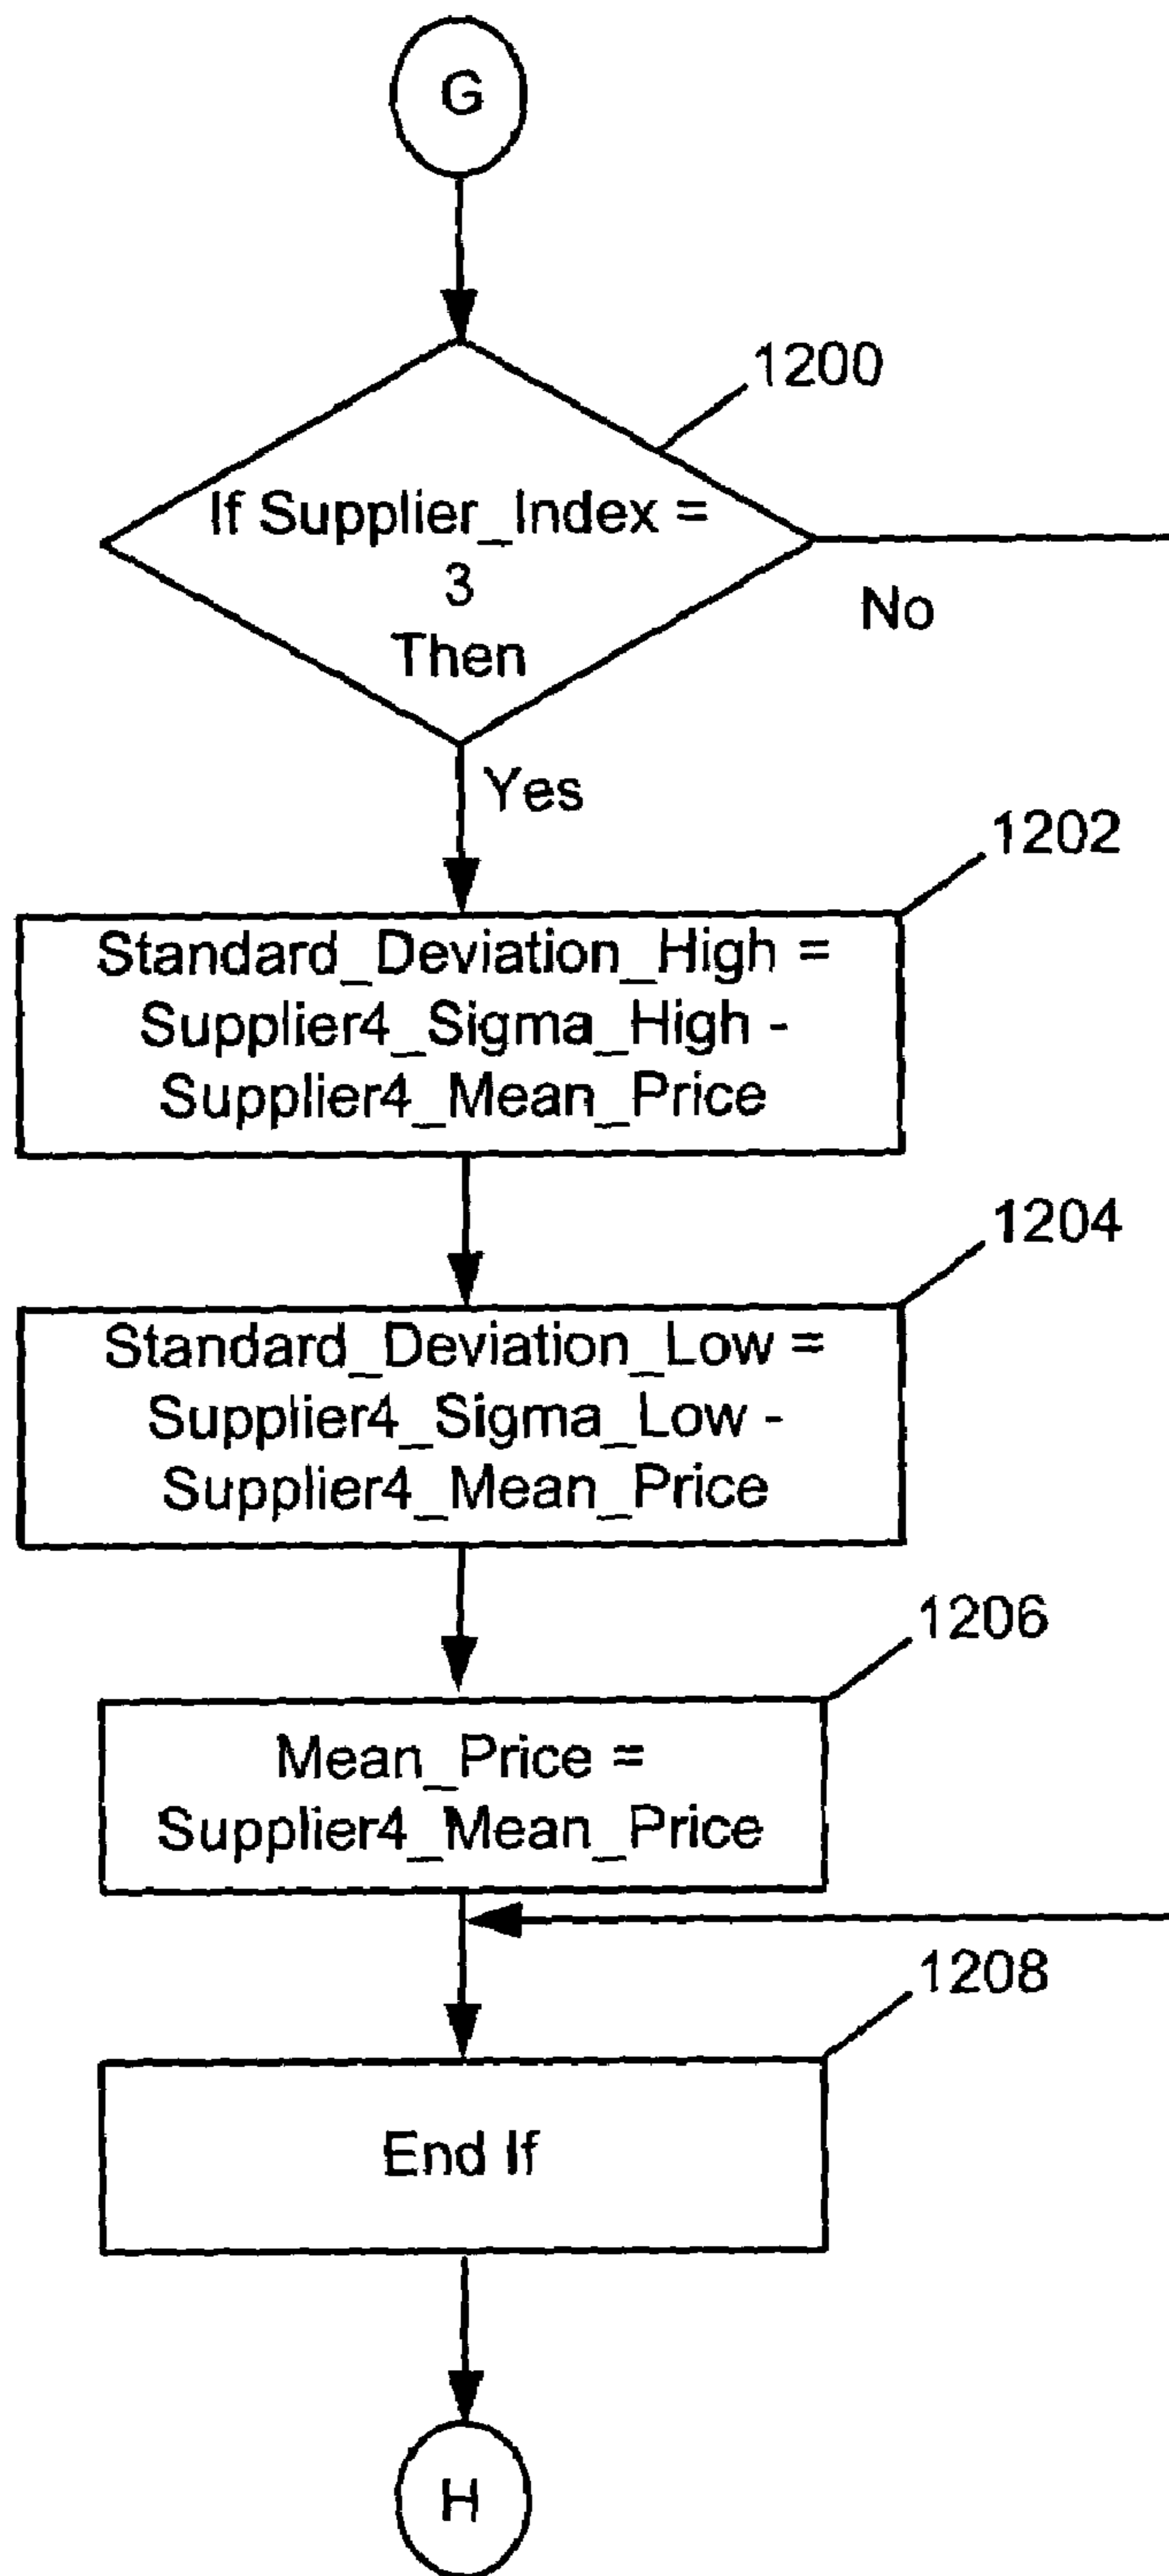 G
1200
If Supplier_Index =
3
Then
No
Yes
1202
Standard_Deviation_High =
Supplier4_Sigma_High -
Supplier4_Mean_Price
1204
Standard_Deviation_Low =
Supplier4_Sigma_Low -
Supplier4_Mean_Price
1206
Mean_Price =
Supplier4_Mean_Price
1208
End If
H